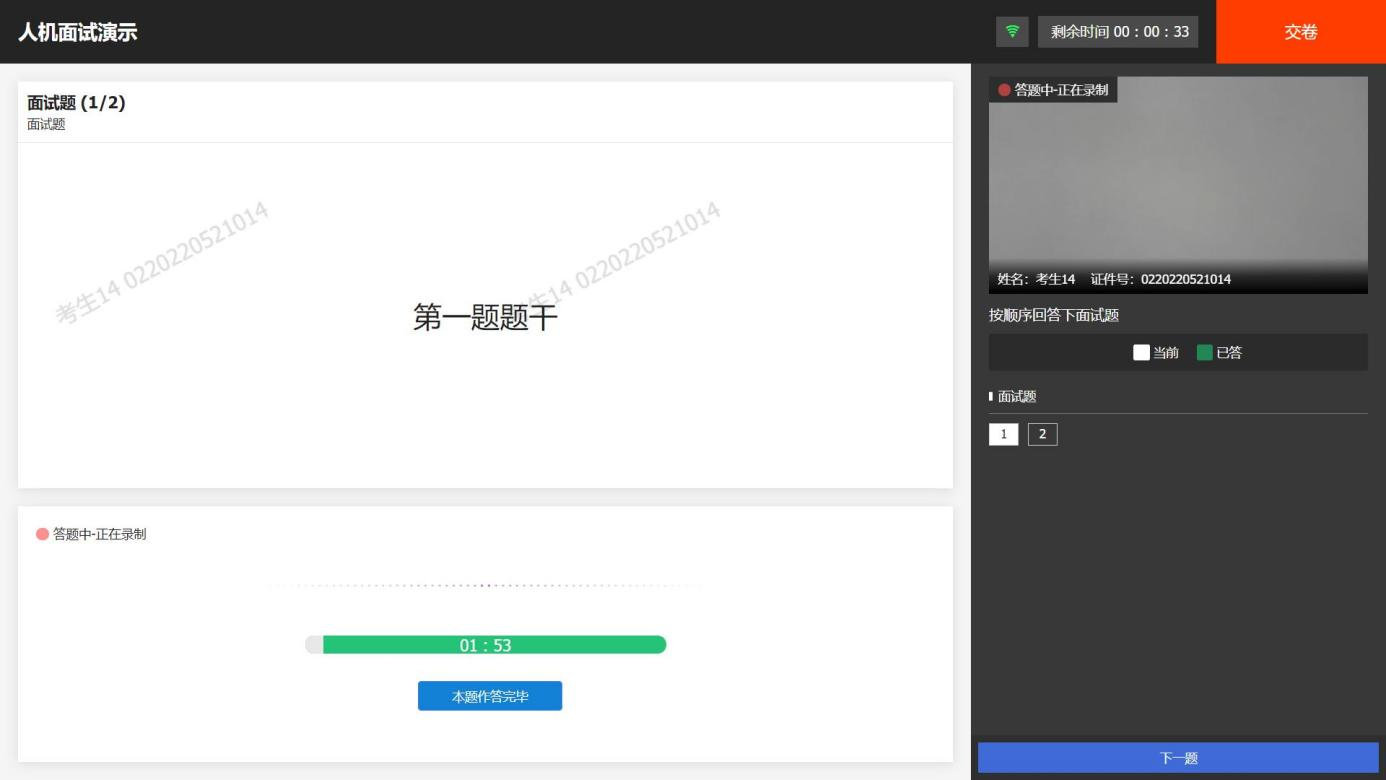 人机面试演示
剩余时间 00 : 00 : 33
交卷
面试题 (1/2)
面试题
考生14 0220220521014
考生14 0220220521014
第一题题干
答题中-正在录制
01 : 53
本题作答完毕
答题中-正在录制
姓名：考生14 证件号：0220220521014
按顺序回答下面试题
当前 已答
面试题
1 2
下一题